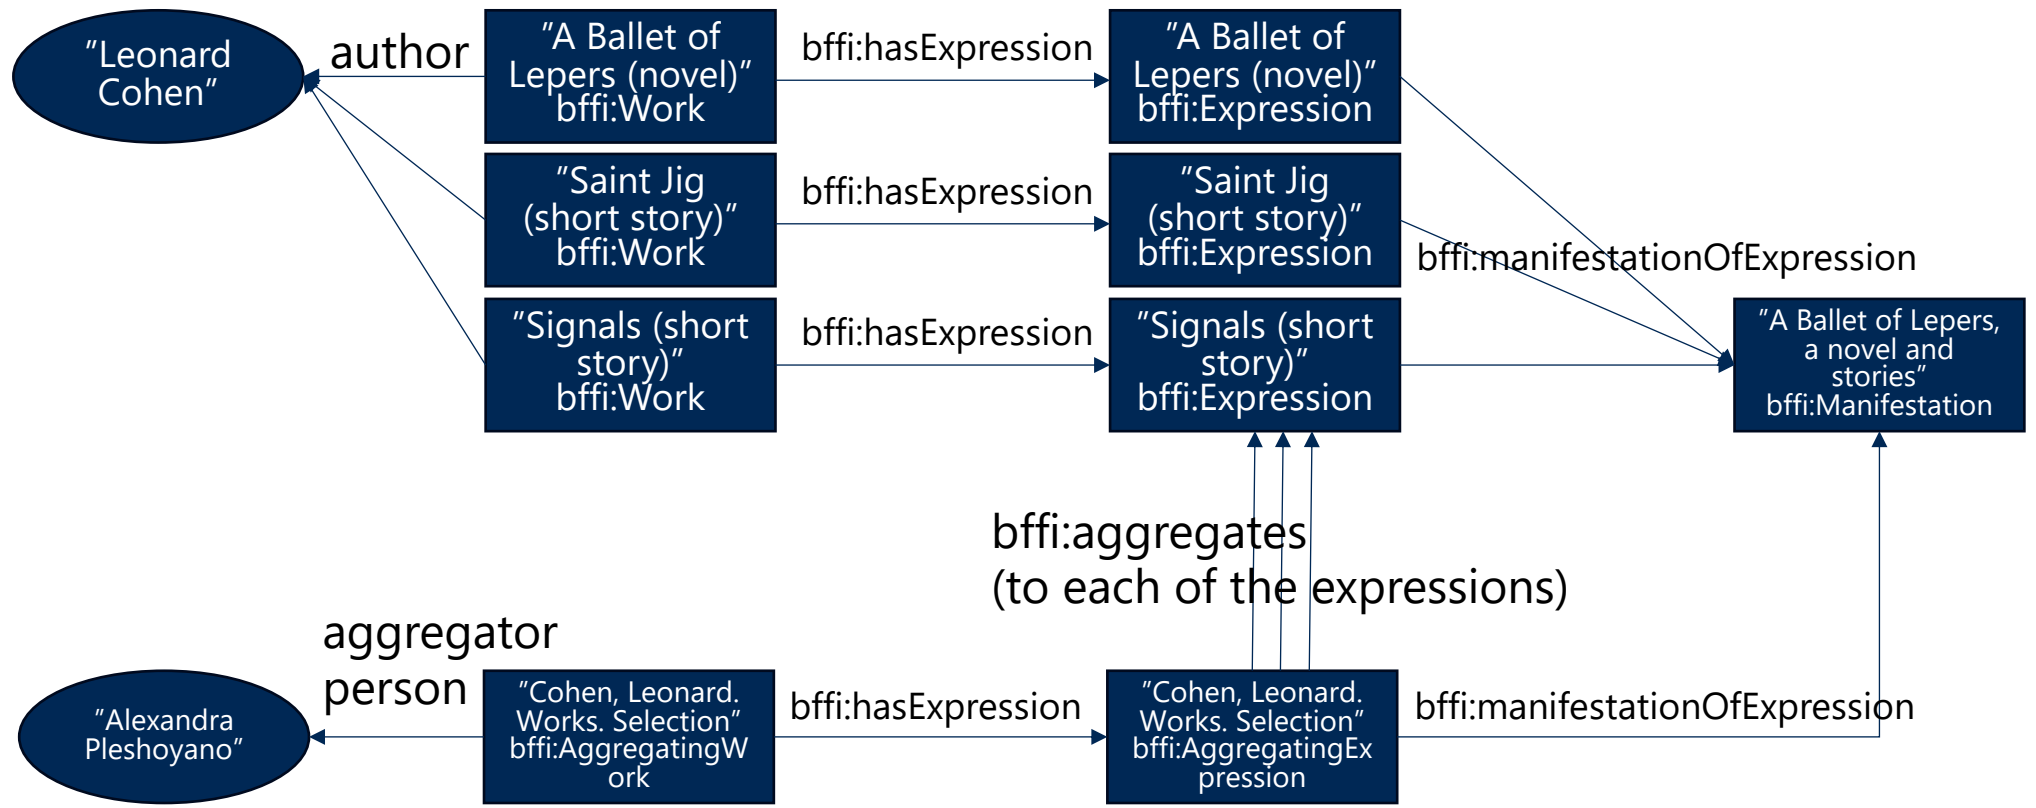 "Leonard
Cohen"
author
"A Ballet of
Lepers (novel)"
bffi:Work
bffi:hasExpression
"A Ballet of
Lepers (novel)"
bffi:Expression
"Saint Jig
(short story)"
bffi:Work
bffi:hasExpression
"Saint Jig
(short story)"
bffi:Expression
bffi:manifestationOfExpression
"Signals (short
story)"
bffi:Work
bffi:hasExpression
"Signals (short
story)"
bffi:Expression
"A Ballet of Lepers,
a novel and
stories"
bffi:Manifestation
bffi:aggregates
(to each of the expressions)
aggregator
person
"Alexandra
Pleshoyano"
"Cohen, Leonard.
Works. Selection"
bffi:AggregatingW
ork
bffi:hasExpression
"Cohen, Leonard.
Works. Selection"
bffi:AggregatingEx
pression
bffi:manifestationOfExpression